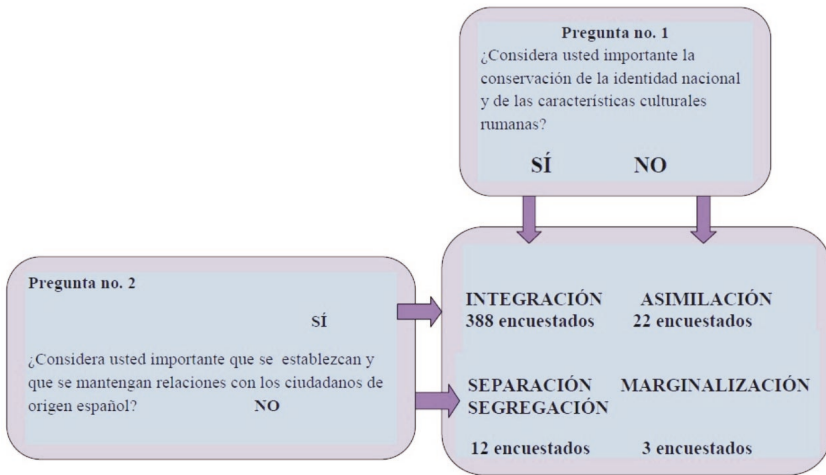 Pregunta no. 1
¿Considera usted importante la
conservación de la identidad nacional
y de las características culturales
rumanas?
SÍ NO
Pregunta no. 2
SÍ
¿Considera usted importante que se establezcan y
que se mantengan relaciones con los ciudadanos de
origen español? NO
INTEGRACIÓN ASIMILACIÓN
388 encuestados 22 encuestados
SEPARACIÓN MARGINALIZACIÓN
SEGREGACIÓN
12 encuestados 3 encuestados